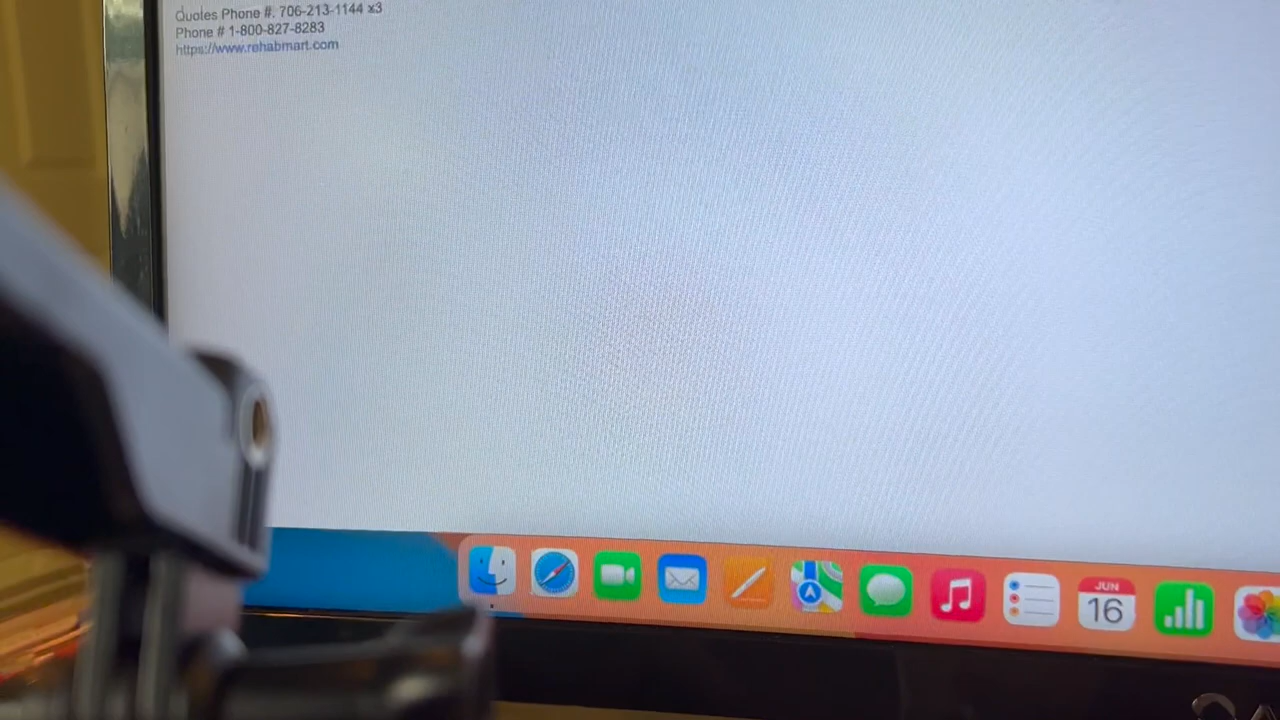 Quotes Phone #. 706-213-1144 x3
Phone # 1-800-827-8283
https://www.rehabmart.com
JUN
16